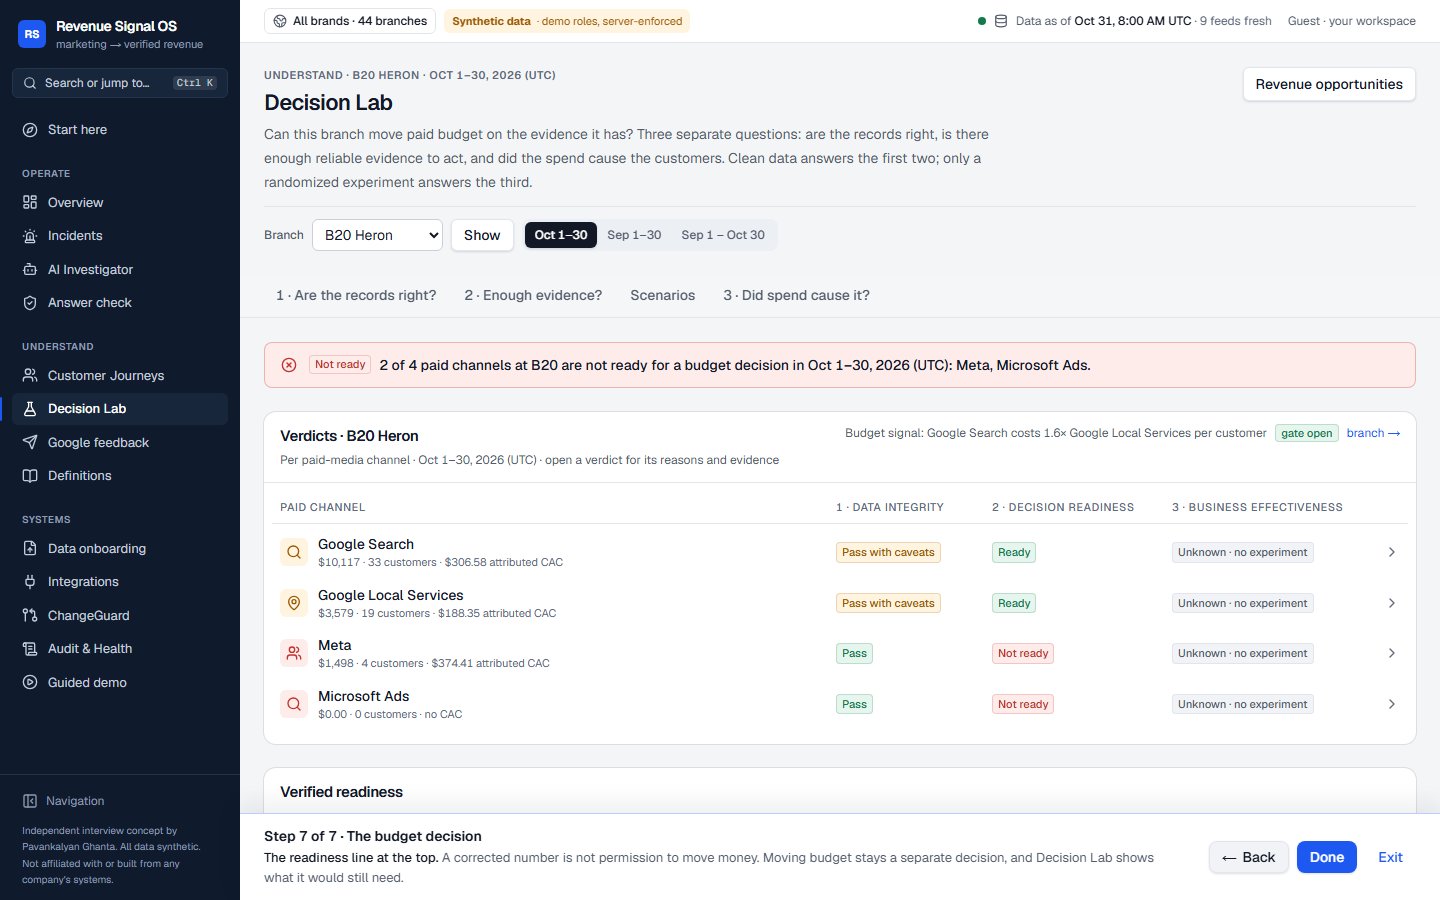 RS
Revenue Signal OS
marketing → verified revenue
Search or jump to... Ctrl K
Start here
OPERATE
Overview
Incidents
AI Investigator
Answer check
UNDERSTAND
Customer Journeys
Decision Lab
Google feedback
Definitions
SYSTEMS
Data onboarding
Integrations
ChangeGuard
Audit & Health
Guided demo
Navigation
Independent interview concept by
Pavankalyan Ghanta. All data synthetic.
Not affiliated with or built from any
company's systems.
All brands · 44 branches
Synthetic data · demo roles, server-enforced
Data as of Oct 31, 8:00 AM UTC · 9 feeds fresh
Guest · your workspace
UNDERSTAND · B20 HERON · OCT 1–30, 2026 (UTC)
Decision Lab
Revenue opportunities
Can this branch move paid budget on the evidence it has? Three separate questions: are the records right, is there
enough reliable evidence to act, and did the spend cause the customers. Clean data answers the first two; only a
randomized experiment answers the third.
Branch B20 Heron Show Oct 1–30 Sep 1–30 Sep 1 – Oct 30
1 · Are the records right? 2 · Enough evidence? Scenarios 3 · Did spend cause it?
Not ready 2 of 4 paid channels at B20 are not ready for a budget decision in Oct 1–30, 2026 (UTC): Meta, Microsoft Ads.
Verdicts · B20 Heron
Budget signal: Google Search costs 1.6× Google Local Services per customer gate open branch →
Per paid-media channel · Oct 1–30, 2026 (UTC) · open a verdict for its reasons and evidence
PAID CHANNEL 1 · DATA INTEGRITY 2 · DECISION READINESS 3 · BUSINESS EFFECTIVENESS
Google Search
$10,117 · 33 customers · $306.58 attributed CAC
Pass with caveats Ready Unknown · no experiment
Google Local Services
$3,579 · 19 customers · $188.35 attributed CAC
Pass with caveats Ready Unknown · no experiment
Meta
$1,498 · 4 customers · $374.41 attributed CAC
Pass Not ready Unknown · no experiment
Microsoft Ads
$0.00 · 0 customers · no CAC
Pass Not ready Unknown · no experiment
Verified readiness
Step 7 of 7 · The budget decision
The readiness line at the top. A corrected number is not permission to move money. Moving budget stays a separate decision, and Decision Lab shows
what it would still need.
← Back Done Exit